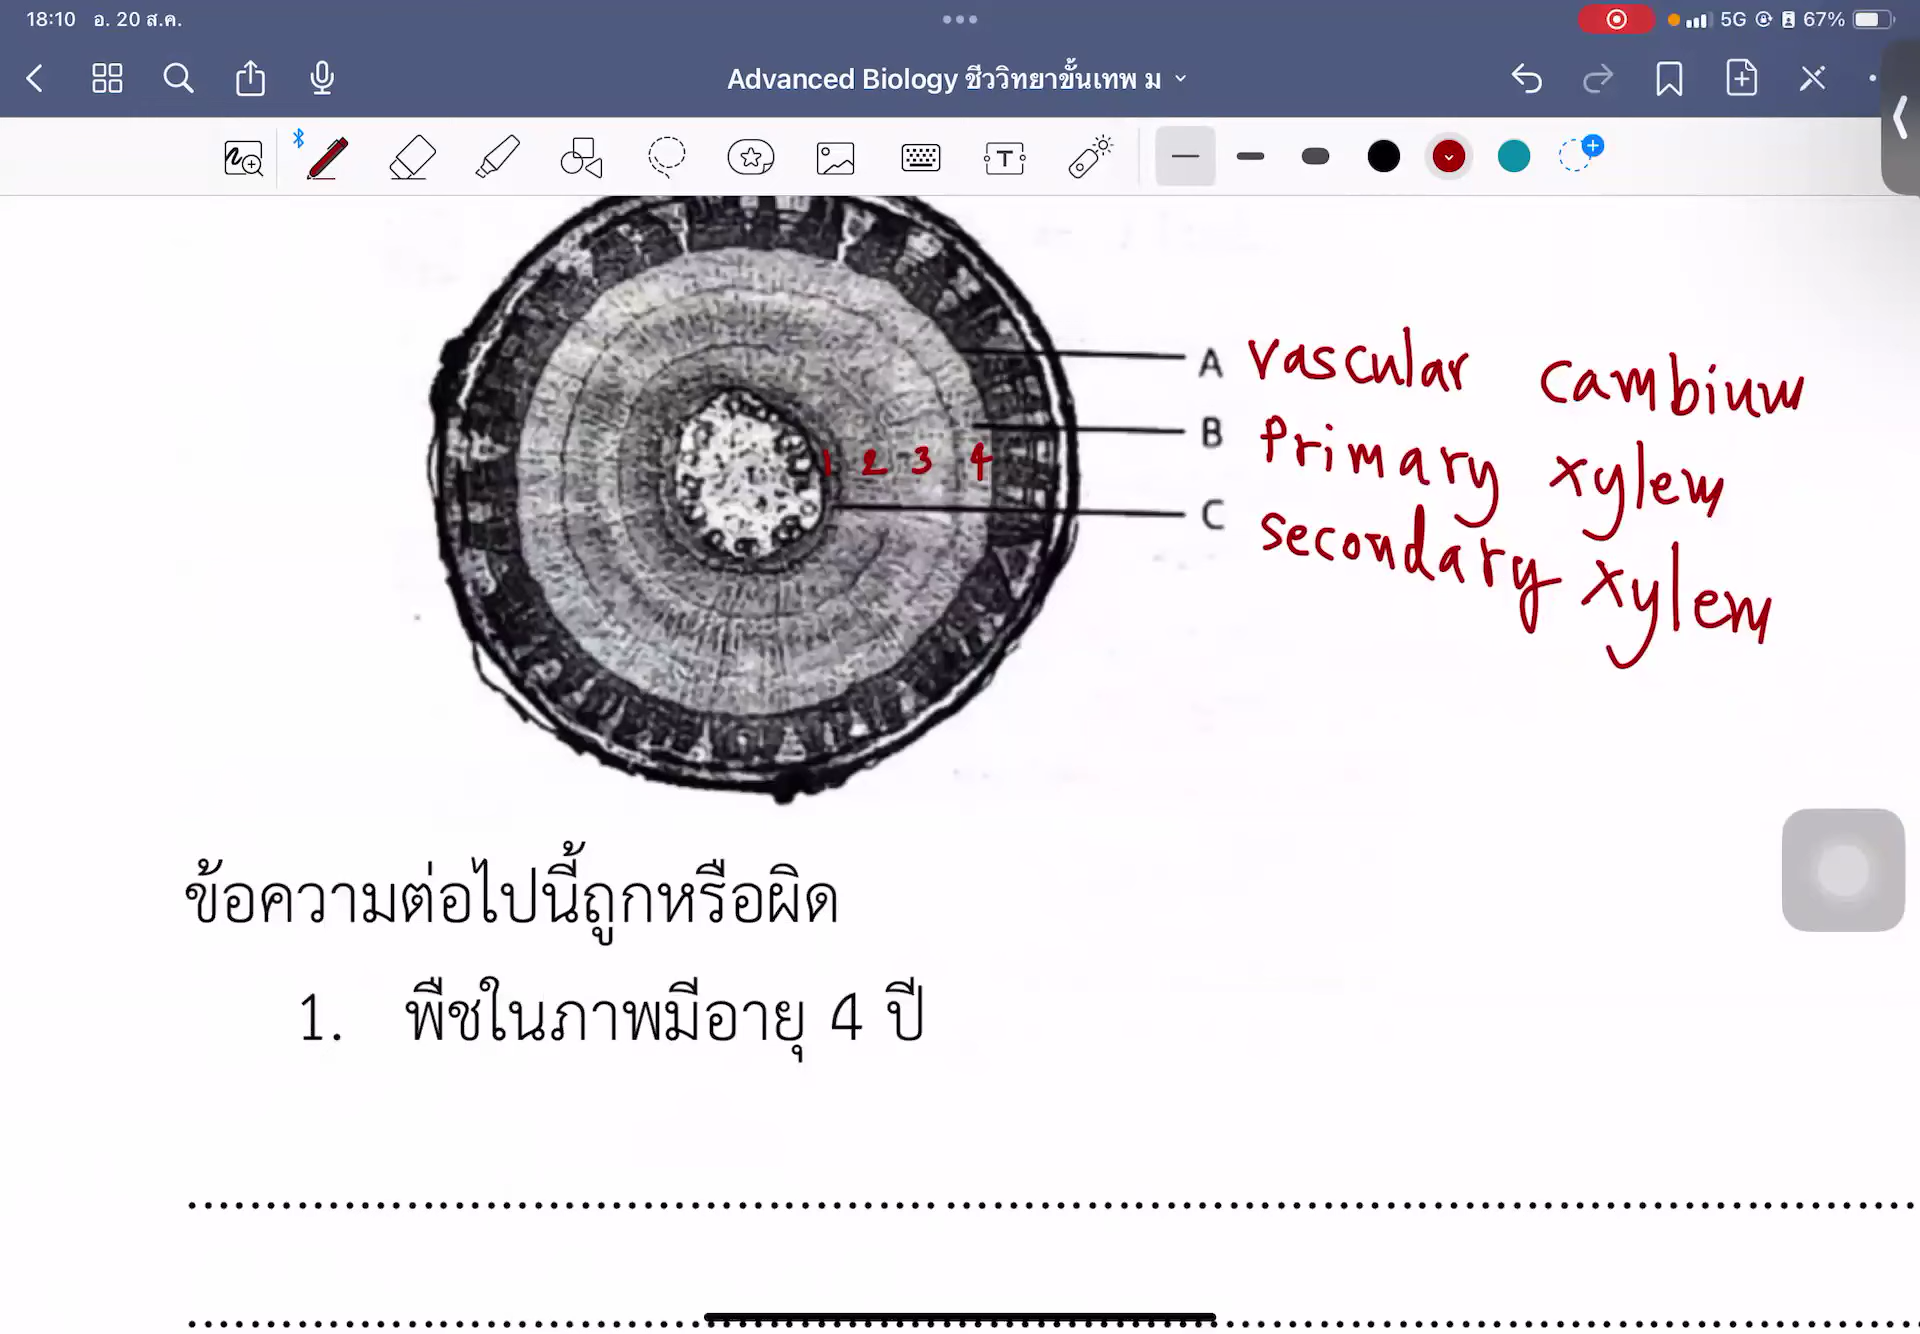 18:10 อ. 20 ส.ค.
5G 67%
Advanced Biology ชีววิทยาขั้นเทพ ม
T
A vascular cambium
B Primary xylem
1 2 3 4
C secondary xylem
ข้อความต่อไปนี้ถูกหรือผิด
1. พืชในภาพมีอายุ 4 ปี